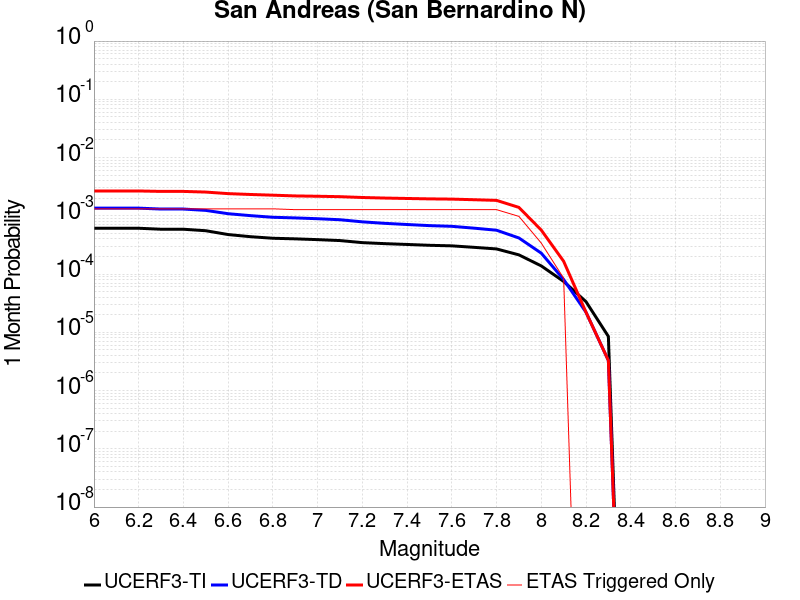 San Andreas (San Bernardino N)
1 Month Probability
10^0
10^-1
10^-2
10^-3
10^-4
10^-5
10^-6
10^-7
10^-8
6 6.2 6.4 6.6 6.8 7 7.2 7.4 7.6 7.8 8 8.2 8.4 8.6 8.8 9
Magnitude
UCERF3-TI UCERF3-TD UCERF3-ETAS ETAS Triggered Only